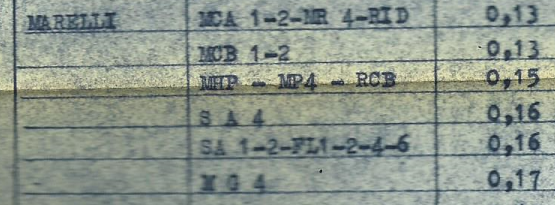 MARELLI MCA 1-2-MR 4-RID 0,13
MCB 1-2 0,13
MHP - MP4 - RCB 0,15
S A 4 0,16
SA 1-2-FL1-2-4-6 0,16
M G 4 0,17